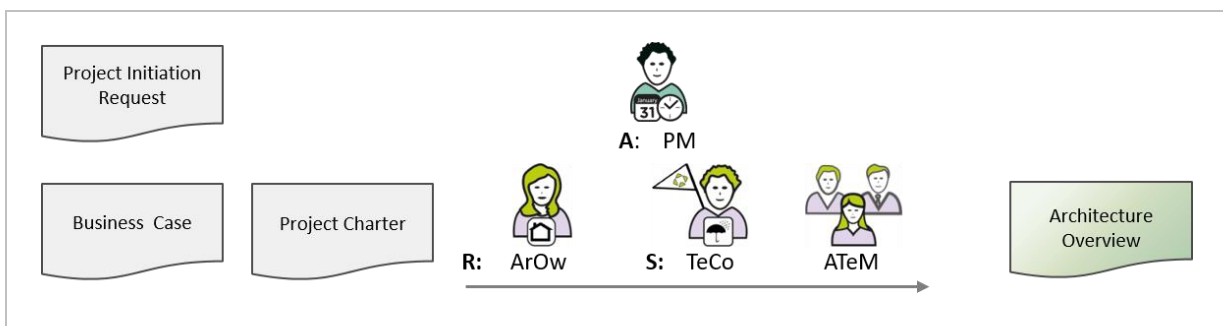 Project Initiation
Request
January
31
A: PM
Business Case
Project Charter
R: ArOw
S: TeCo
ATeM
Architecture
Overview